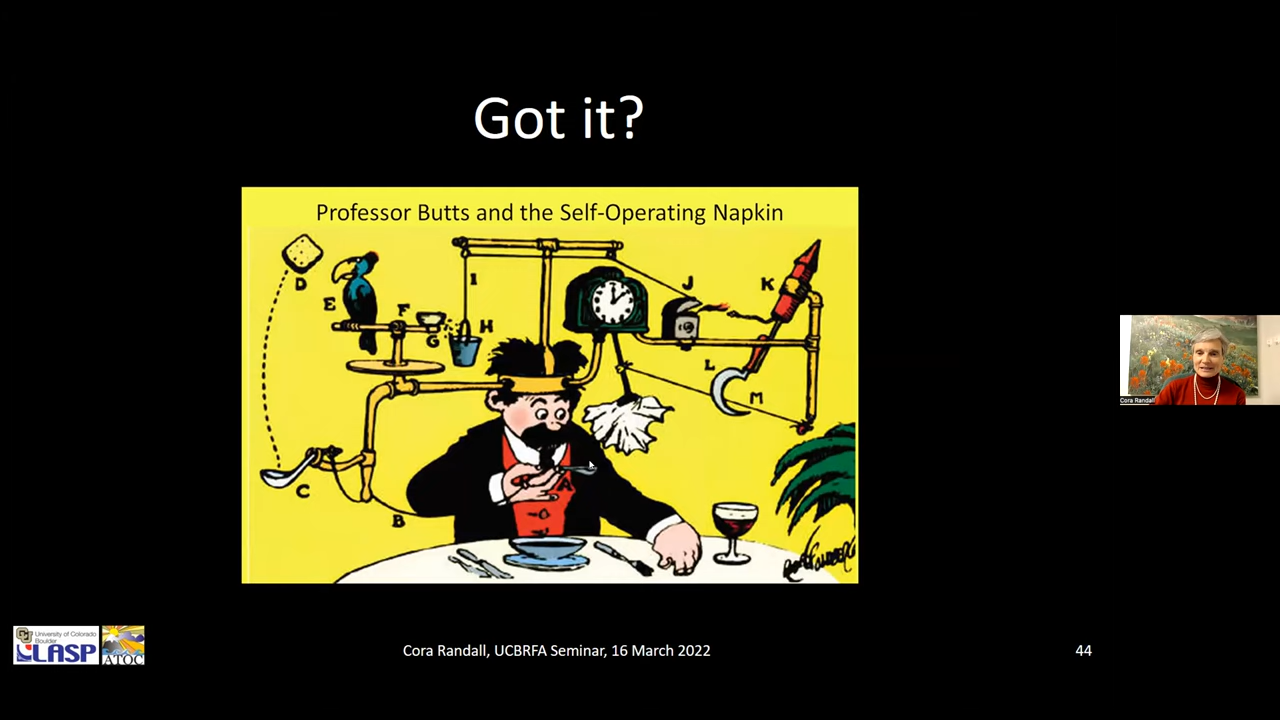 Got it?
Professor Butts and the Self-Operating Napkin
D
E
F
G
H
I
J
K
L
M
C
B
A
Cora Randall
University of Colorado
Boulder
LASP
ATOC
Cora Randall, UCBRFA Seminar, 16 March 2022
44